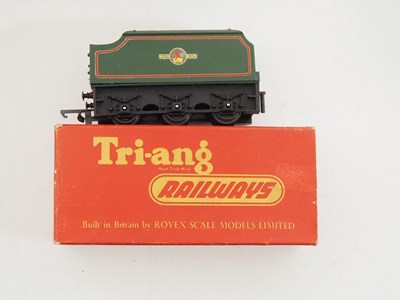 Tri-ang
RAILWAYS
Built in Britain by ROVEX SCALE MODELS LIMITED